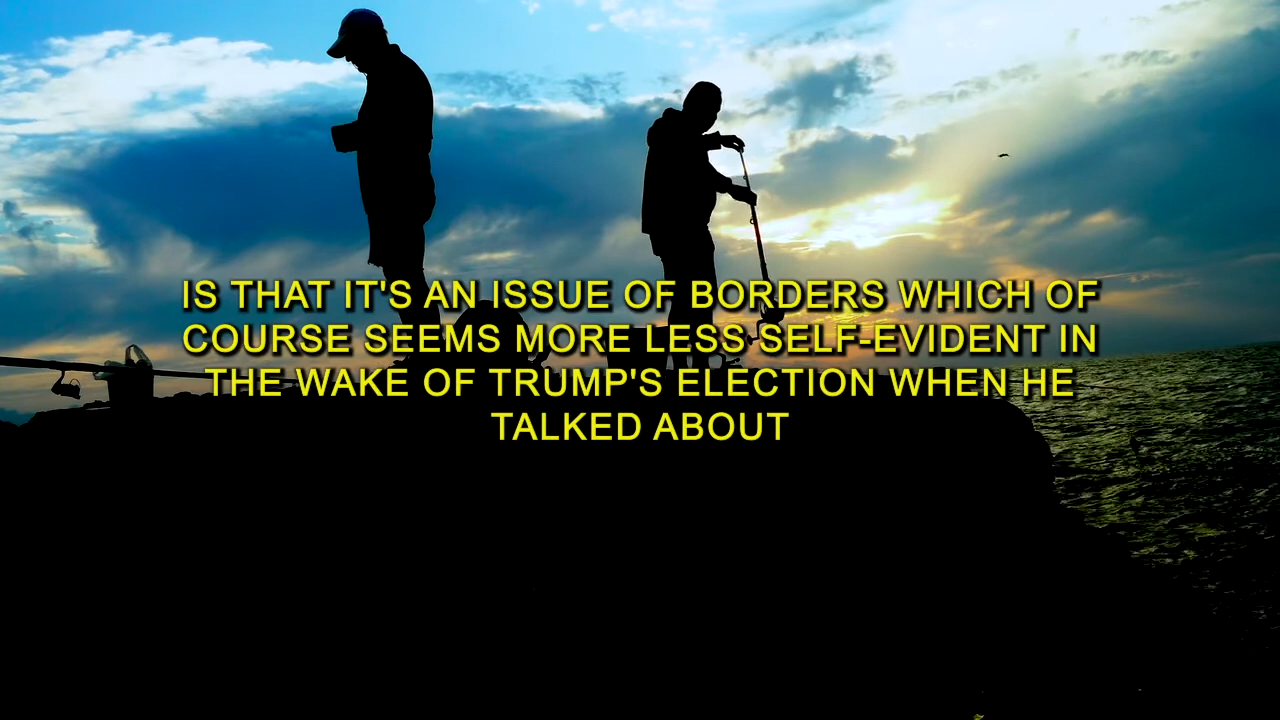 IS THAT IT'S AN ISSUE OF BORDERS WHICH OF
COURSE SEEMS MORE LESS SELF-EVIDENT IN
THE WAKE OF TRUMP'S ELECTION WHEN HE
TALKED ABOUT